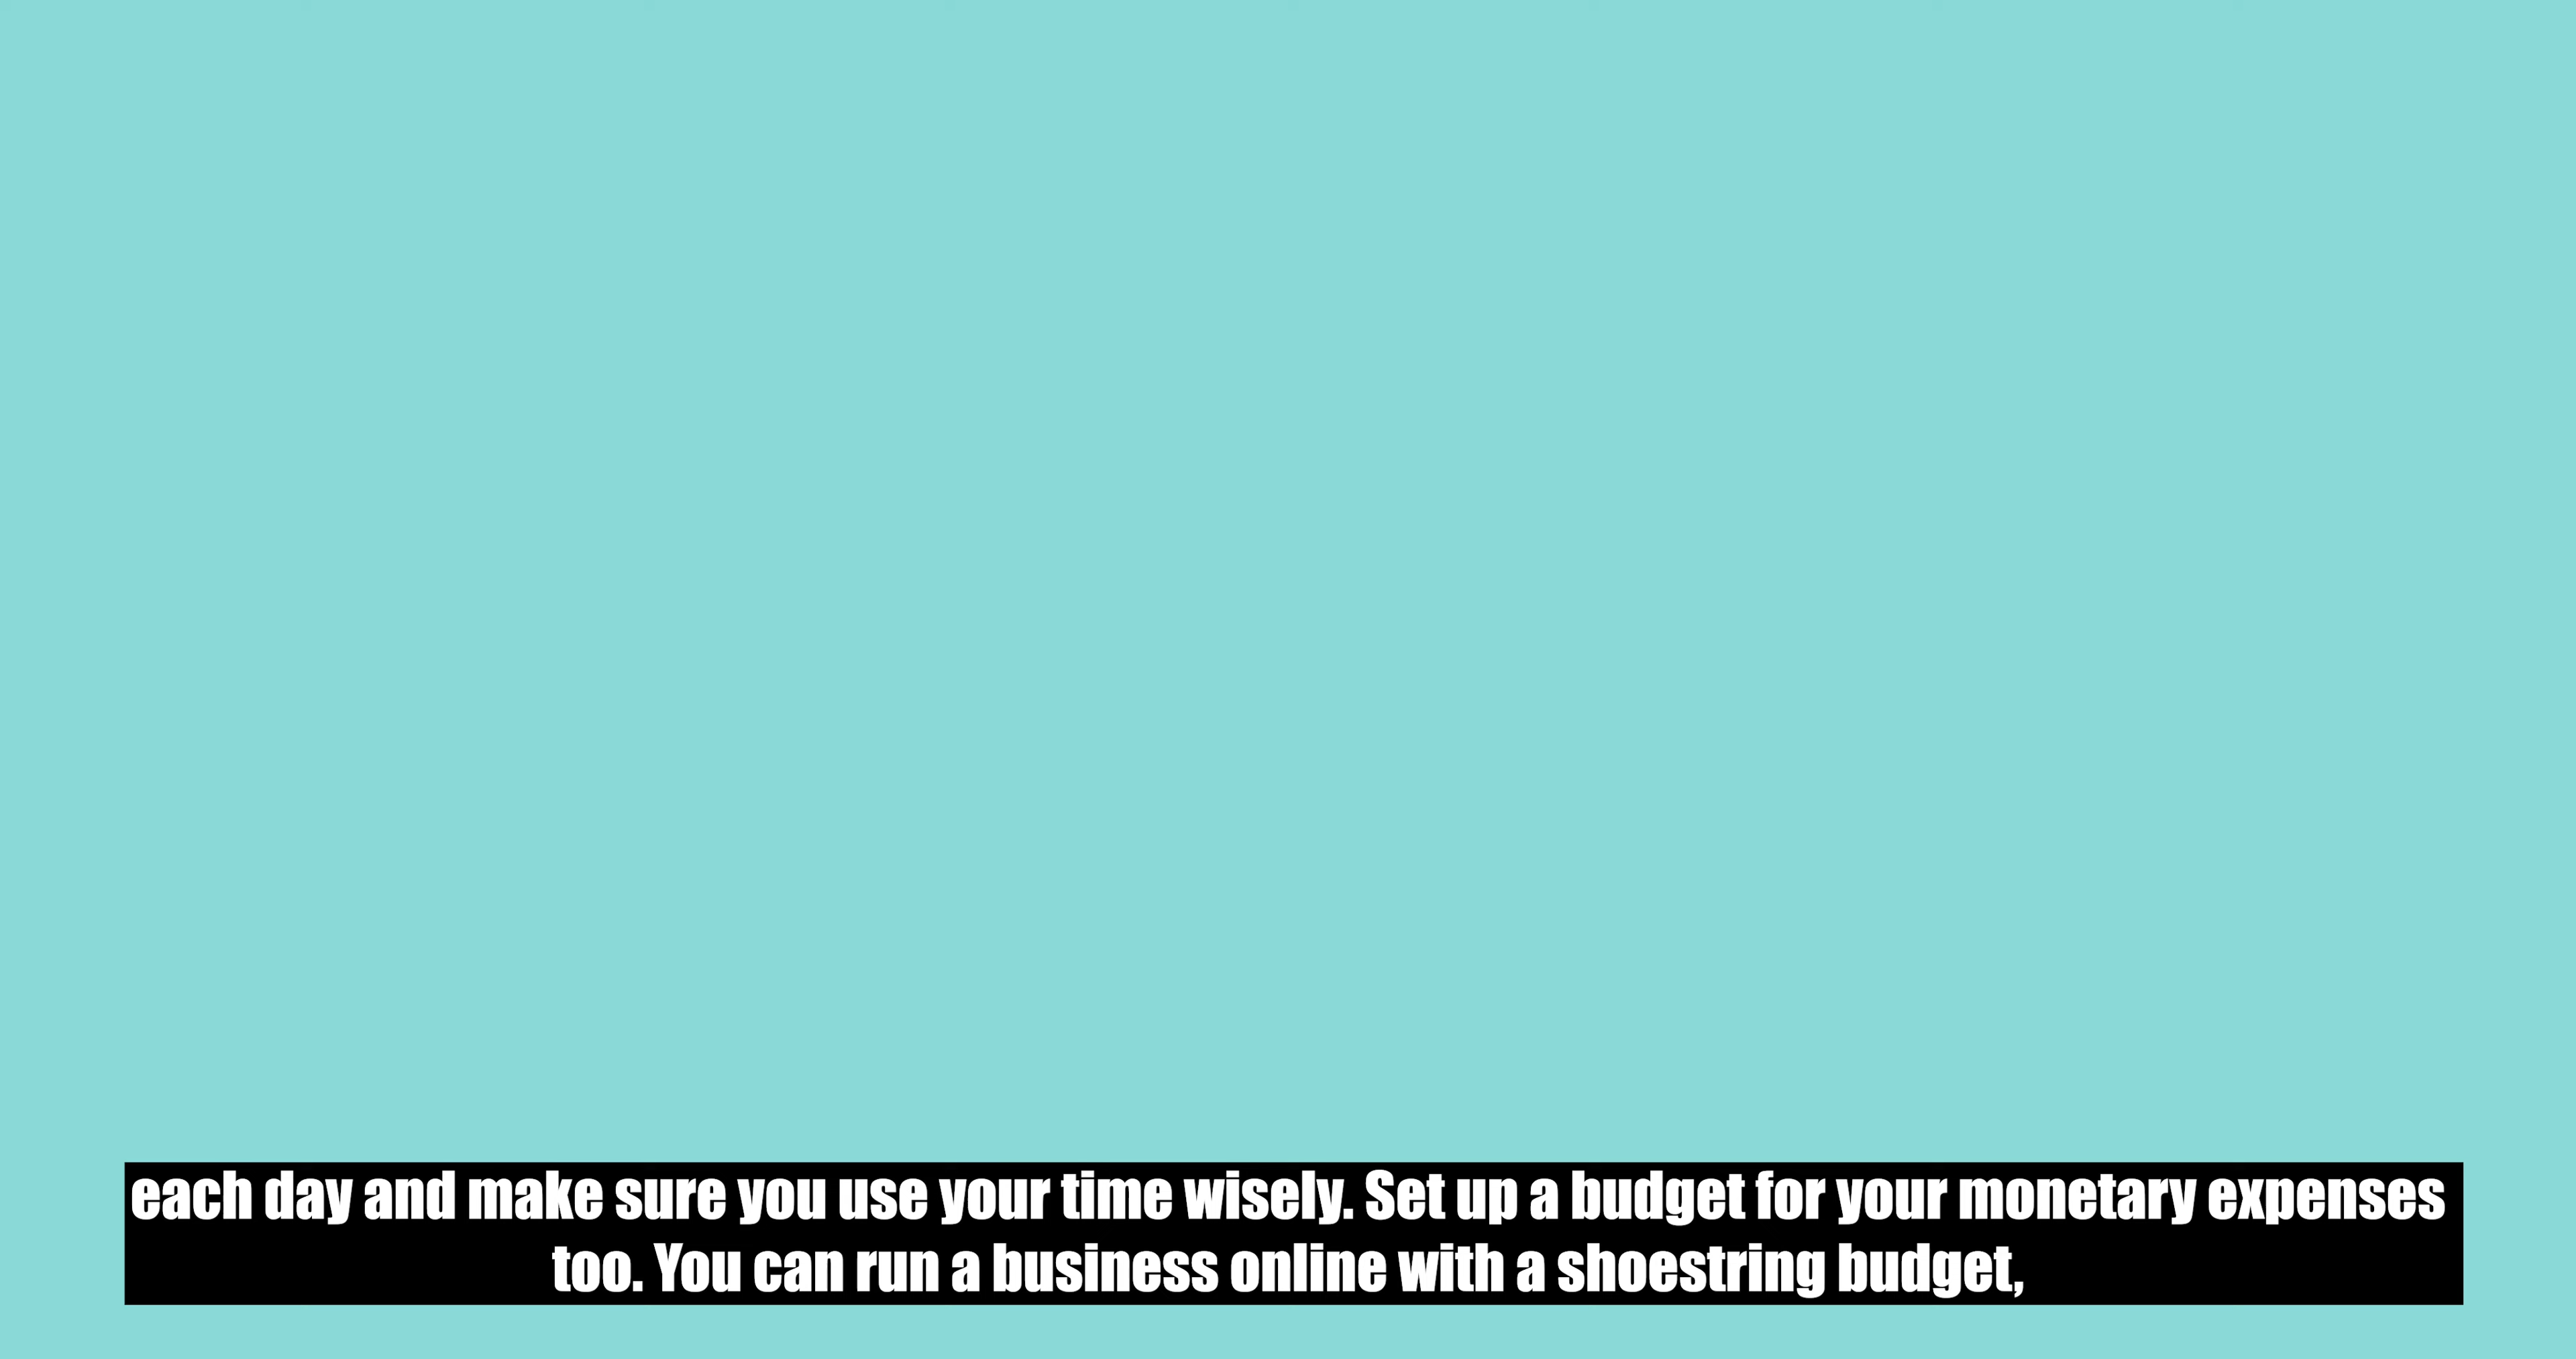 each day and make sure you use your time wisely. Set up a budget for your monetary expenses
too. You can run a business online with a shoestring budget,